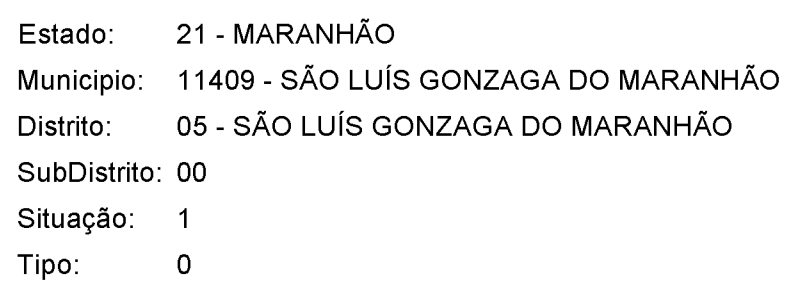 Estado: 21 - MARANHÃO
Municipio: 11409 - SÃO LUÍS GONZAGA DO MARANHÃO
Distrito: 05 - SÃO LUÍS GONZAGA DO MARANHÃO
SubDistrito: 00
Situação: 1
Tipo: 0